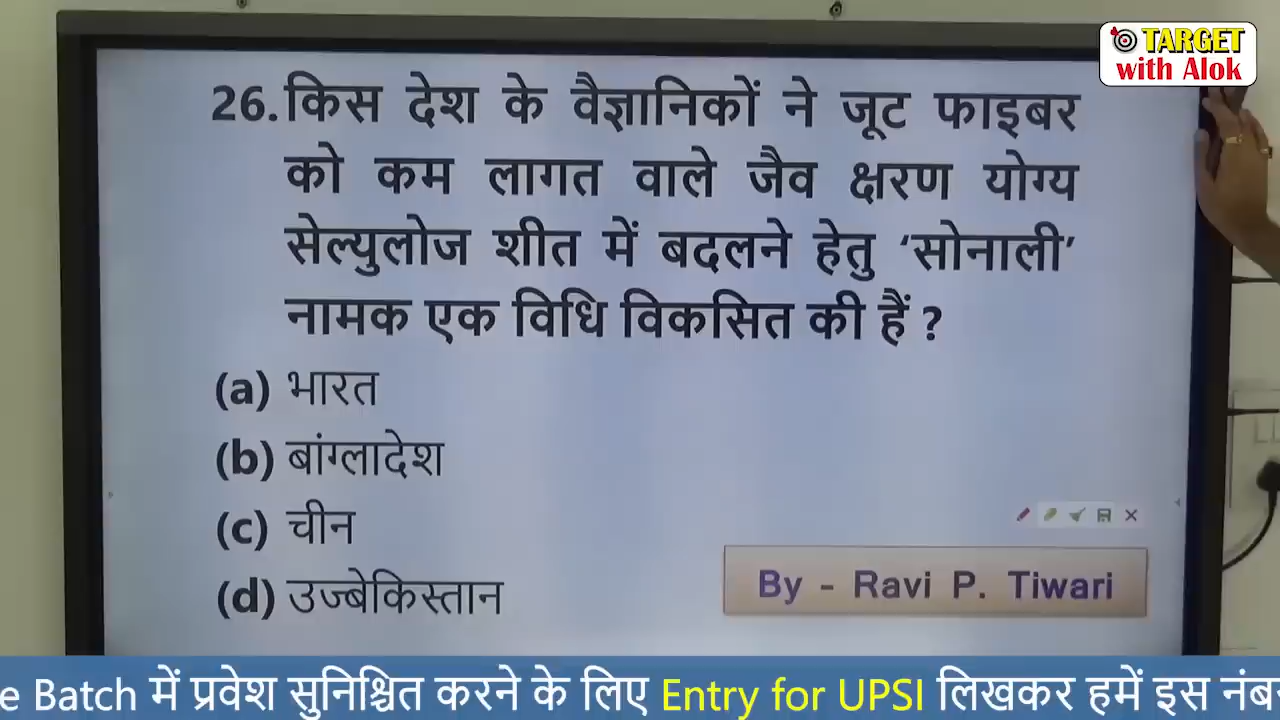 TARGET
with Alok
26. किस देश के वैज्ञानिकों ने जूट फाइबर
को कम लागत वाले जैव क्षरण योग्य
सेल्युलोज शीत में बदलने हेतु ‘सोनाली’
नामक एक विधि विकसित की हैं ?
(a) भारत
(b) बांग्लादेश
(c) चीन
(d) उज्बेकिस्तान
By - Ravi P. Tiwari
e Batch में प्रवेश सुनिश्चित करने के लिए Entry for UPSI लिखकर हमें इस नंब